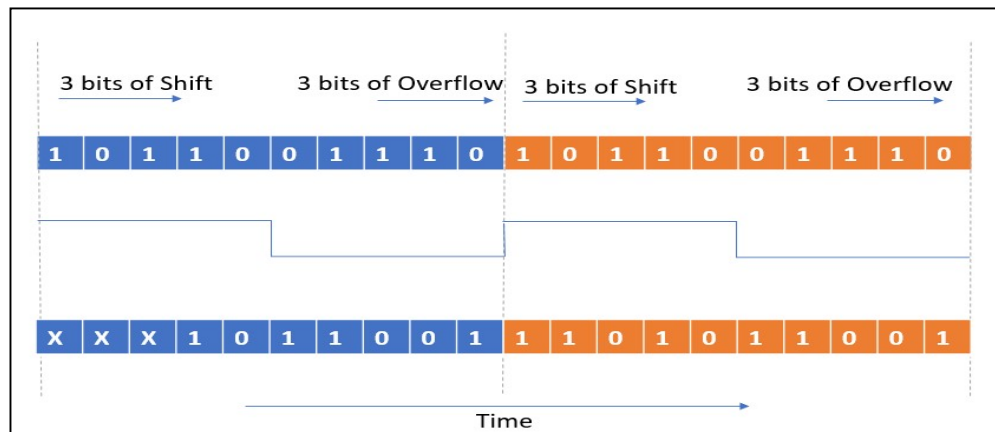 3 bits of Shift 3 bits of Overflow 3 bits of Shift 3 bits of Overflow
1 0 1 1 0 0 1 1 1 0 1 0 1 1 0 0 1 1 1 0
X X X 1 0 1 1 0 0 1 1 1 0 1 0 1 1 0 0 1
Time